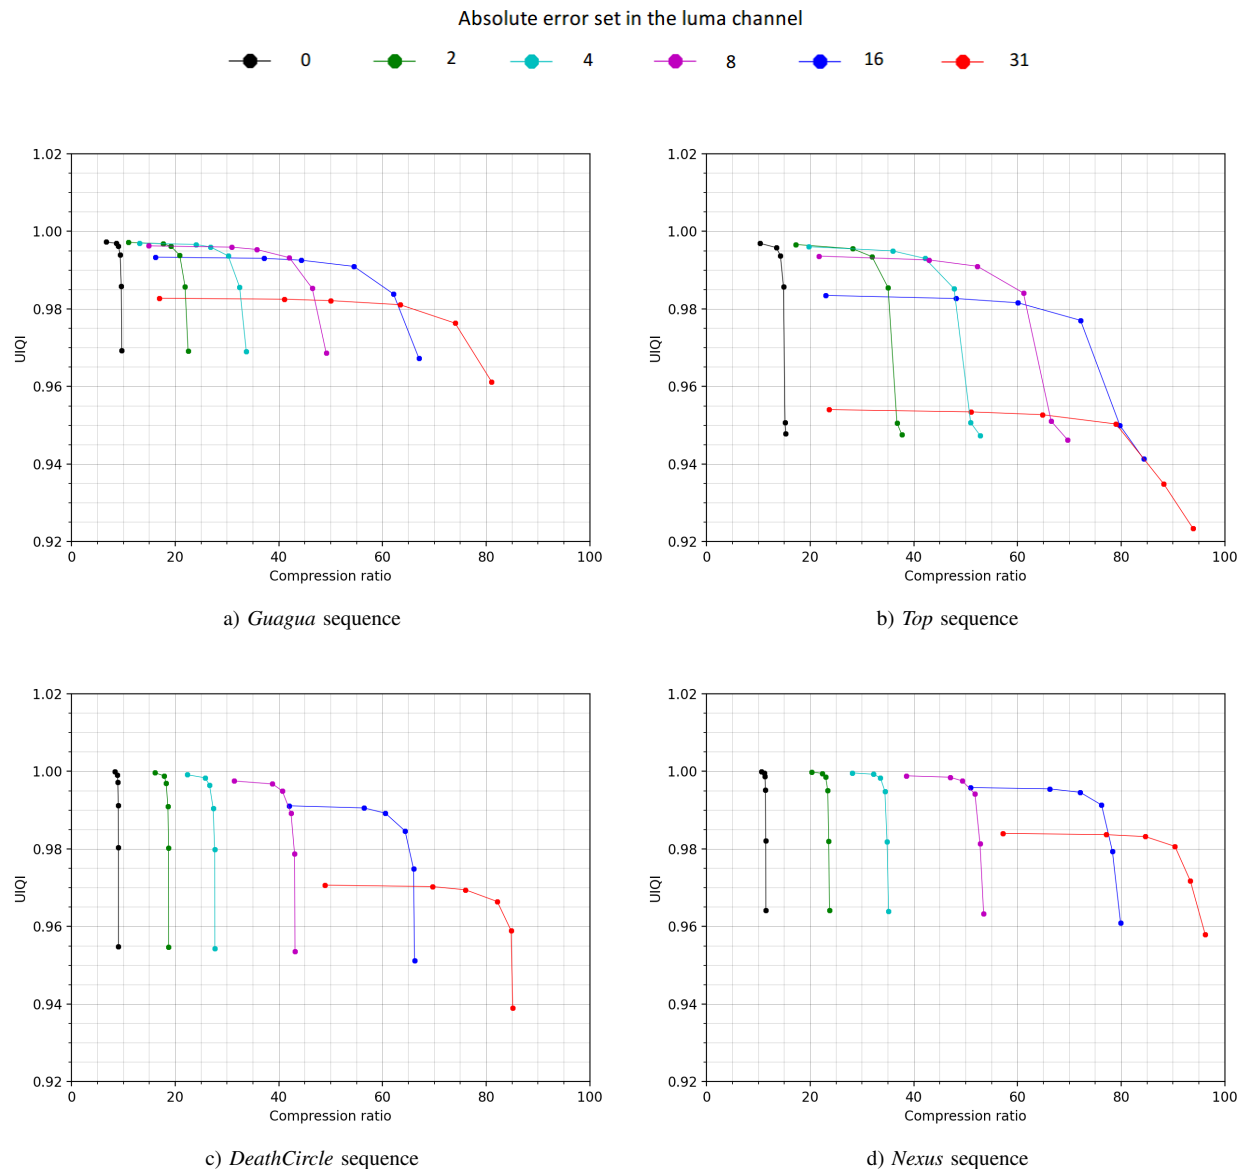 Absolute error set in the luma channel
0 2 4 8 16 31
1.02 1.02
1.00 1.00
0.98 0.98
UIQI UIQI
0.96 0.96
0.94 0.94
0.92 0.92
0 20 40 60 80 100 0 20 40 60 80 100
Compression ratio Compression ratio
a) Guagua sequence b) Top sequence
1.02 1.02
1.00 1.00
0.98 0.98
UIQI UIQI
0.96 0.96
0.94 0.94
0.92 0.92
0 20 40 60 80 100 0 20 40 60 80 100
Compression ratio Compression ratio
c) DeathCircle sequence d) Nexus sequence